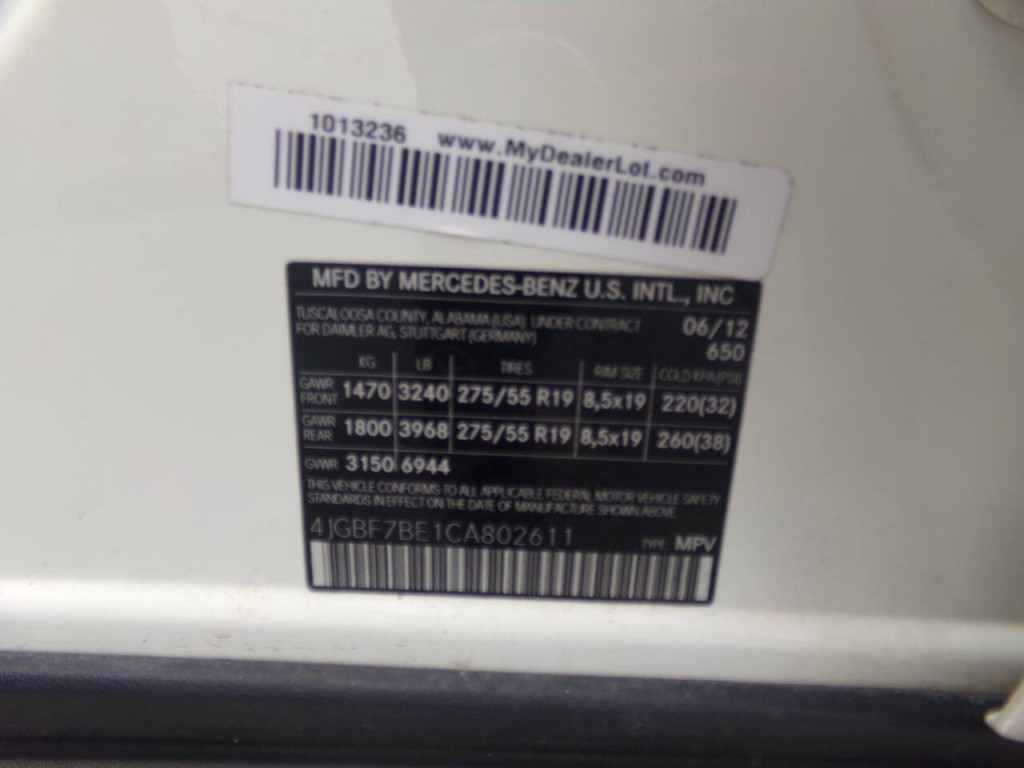 1013236 www.MyDealerLot.com
MFD BY MERCEDES-BENZ U.S. INTL., INC
TUSCALOOSA COUNTY, ALABAMA (USA), UNDER CONTRACT 06/12
FOR DAIMLER AG, STUTTGART (GERMANY) 650
KG LB TIRES RIM SIZE COLD KPA(PSI)
GAWR FRONT 1470 3240 275/55 R19 8,5x19 220(32)
GAWR REAR 1800 3968 275/55 R19 8,5x19 260(38)
GVWR 3150 6944
THIS VEHICLE CONFORMS TO ALL APPLICABLE FEDERAL MOTOR VEHICLE SAFETY
STANDARDS IN EFFECT ON THE DATE OF MANUFACTURE SHOWN ABOVE.
4JGBF7BE1CA802611 TYPE: MPV